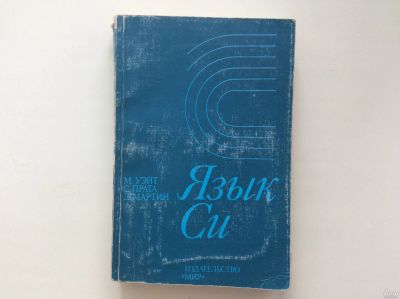 М. УЭЙТ
С. ПРАТА
Д. МАРТИН
Язык
Си
ИЗДАТЕЛЬСТВО
«МИР»